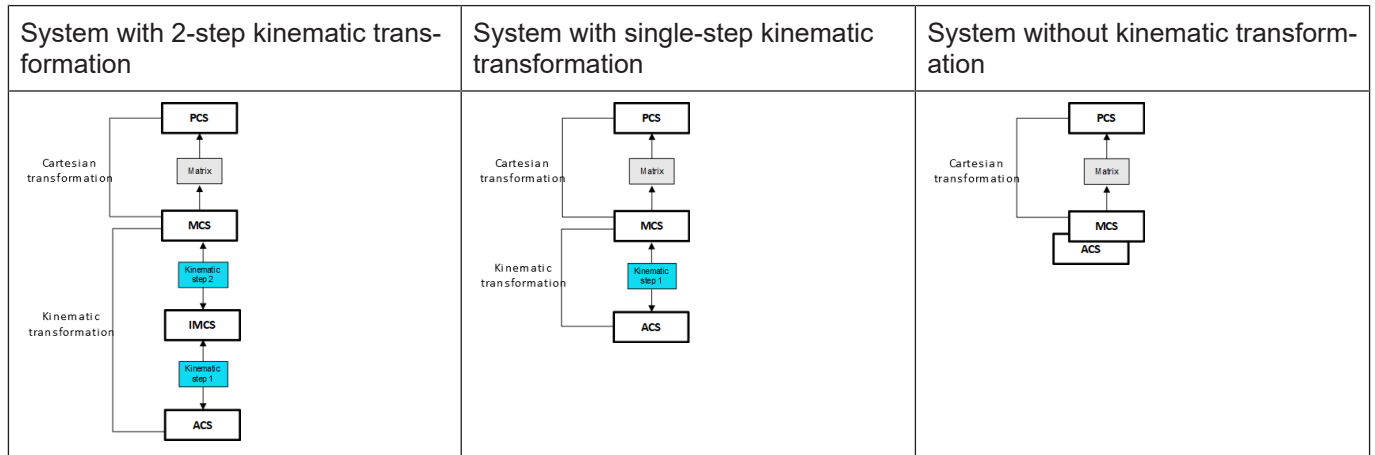 System with 2-step kinematic trans-
formation
System with single-step kinematic
transformation
System without kinematic transform-
ation
PCS
Cartesian
transformation
Matrix
MCS
Kinematic
step 2
Kinematic
transformation
IMCS
Kinematic
step 1
ACS
PCS
Cartesian
transformation
Matrix
MCS
Kinematic
transformation
Kinematic
step 1
ACS
PCS
Cartesian
transformation
Matrix
MCS
ACS